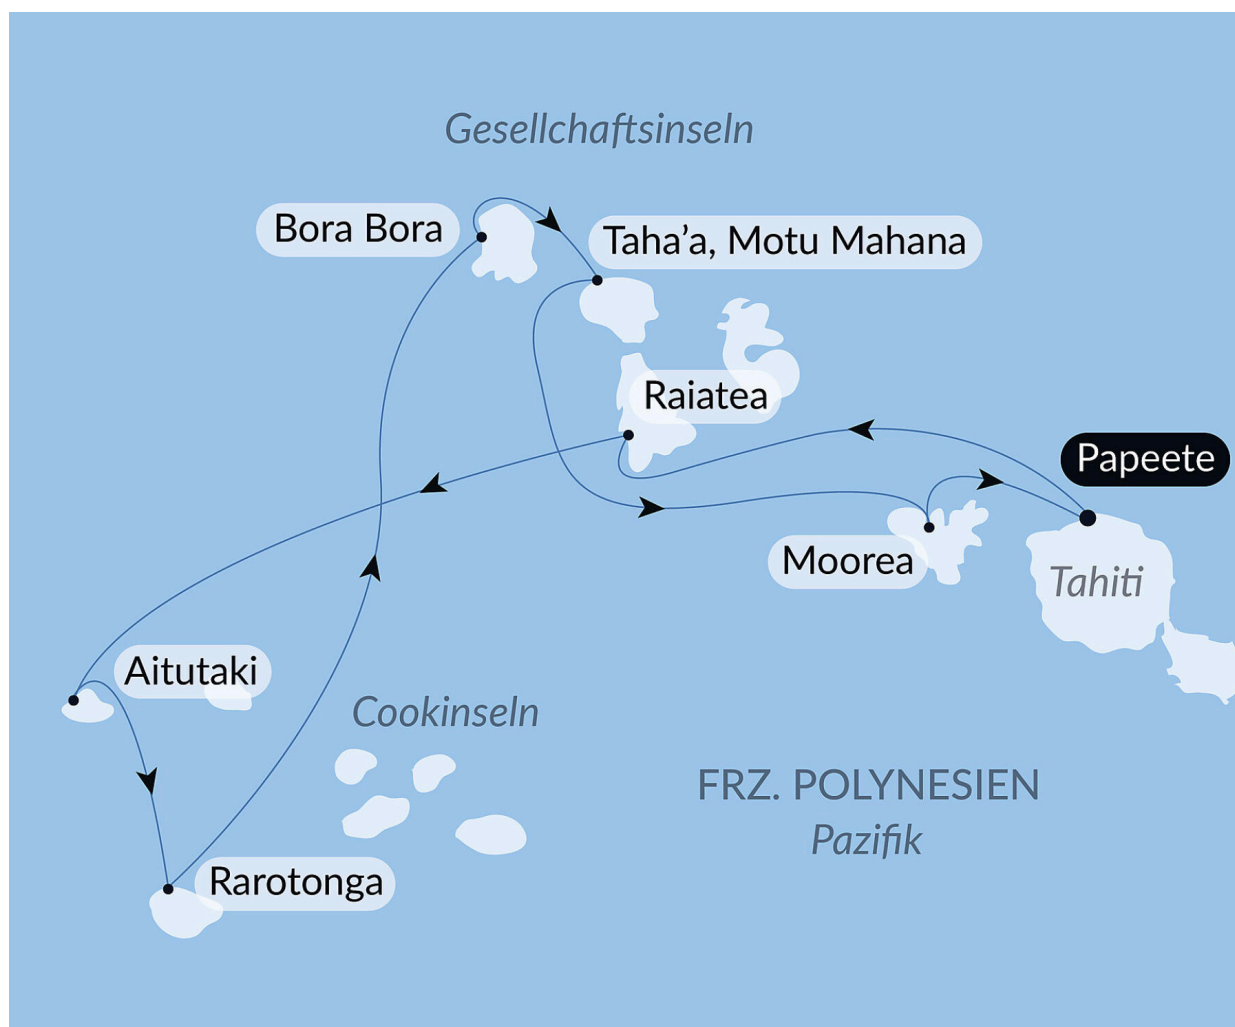 Gesellchaftsinseln
Bora Bora
Taha’a, Motu Mahana
Raiatea
Papeete
Moorea
Tahiti
Aitutaki
Cookinseln
FRZ. POLYNESIEN
Pazifik
Rarotonga